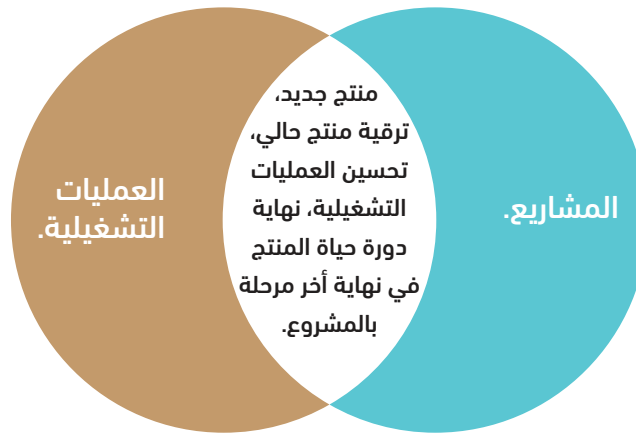 المشاريع.
منتج جديد،
ترقية منتج حالي،
تحسين العمليات
التشغيلية، نهاية
دورة حياة المنتج
في نهاية أخر مرحلة
بالمشروع.
العمليات
التشغيلية.